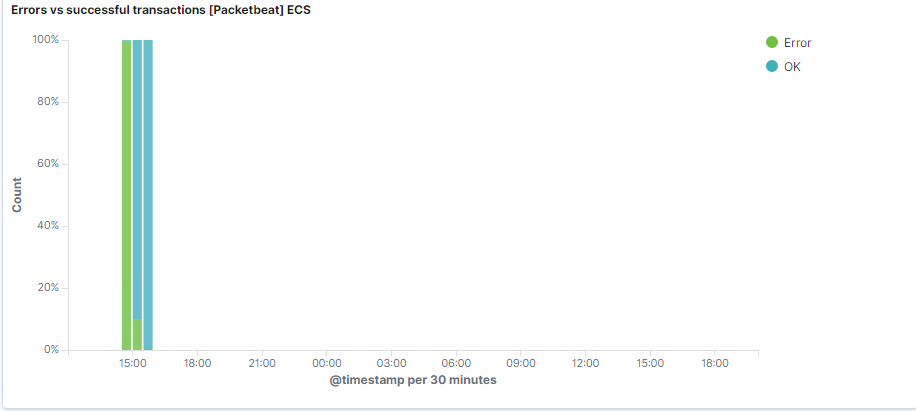 Errors vs successful transactions [Packetbeat] ECS
100%
80%
60%
40%
20%
0%
Count
15:00 18:00 21:00 00:00 03:00 06:00 09:00 12:00 15:00 18:00
@timestamp per 30 minutes
Error
OK